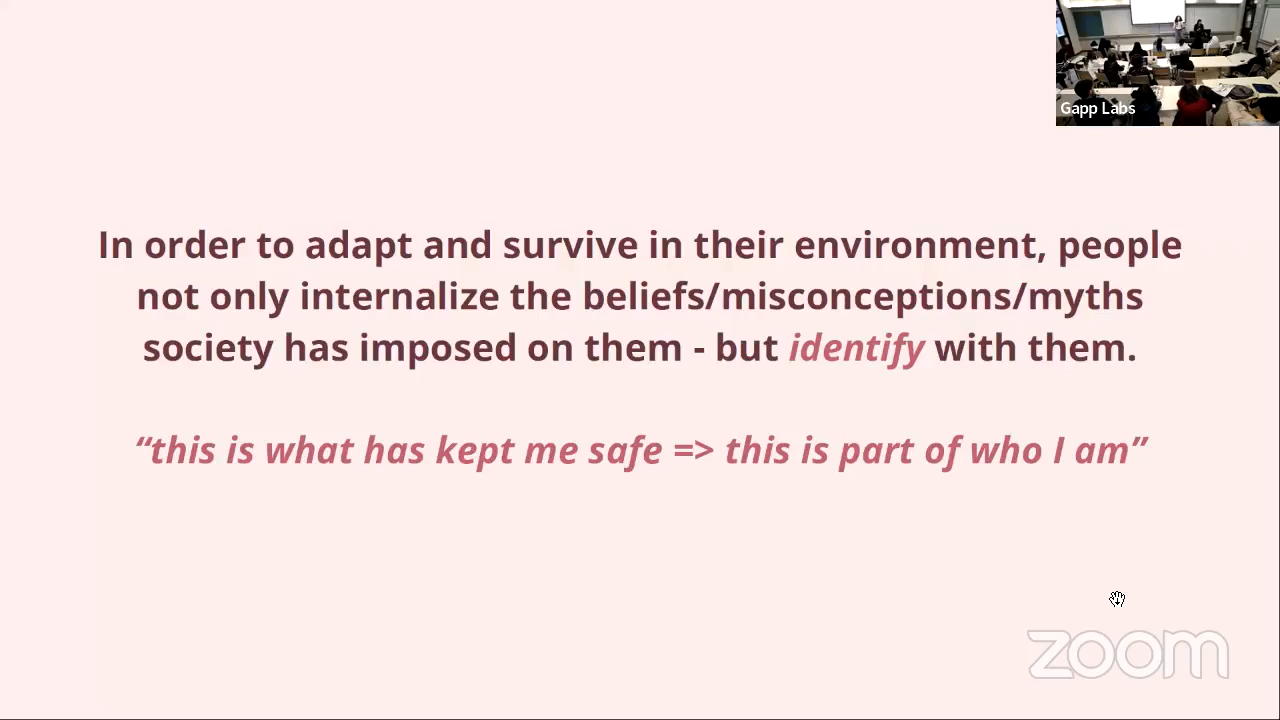 Gapp Labs
In order to adapt and survive in their environment, people
not only internalize the beliefs/misconceptions/myths
society has imposed on them - but identify with them.
“this is what has kept me safe => this is part of who I am”
zoom